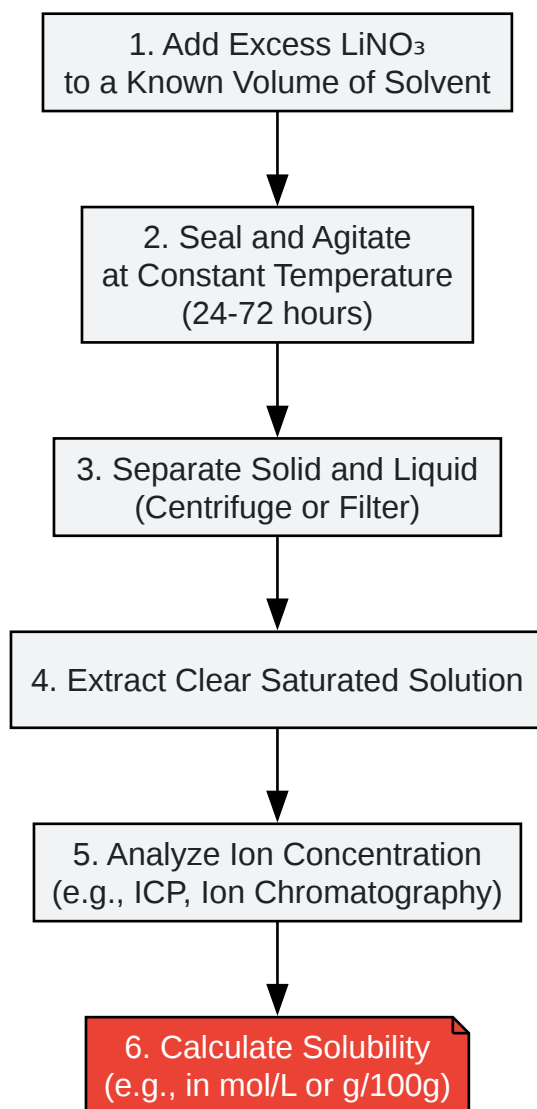 1. Add Excess LiNO₃
to a Known Volume of Solvent
2. Seal and Agitate
at Constant Temperature
(24-72 hours)
3. Separate Solid and Liquid
(Centrifuge or Filter)
4. Extract Clear Saturated Solution
5. Analyze Ion Concentration
(e.g., ICP, Ion Chromatography)
6. Calculate Solubility
(e.g., in mol/L or g/100g)